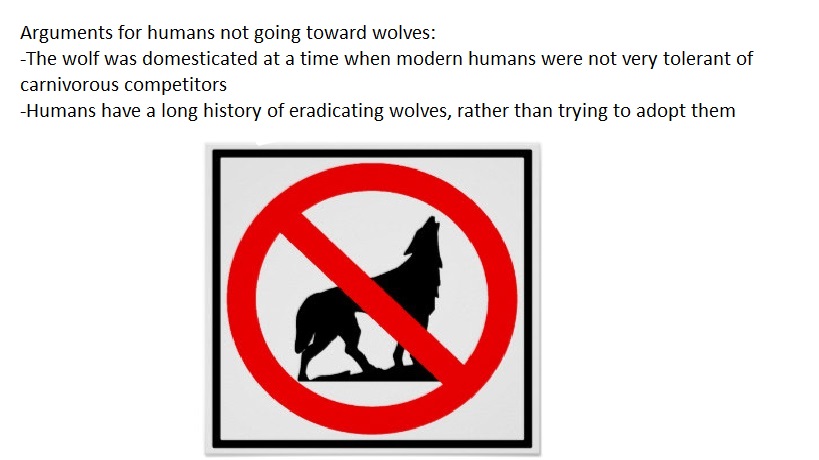 Arguments for humans not going toward wolves:
-The wolf was domesticated at a time when modern humans were not very tolerant of
carnivorous competitors
-Humans have a long history of eradicating wolves, rather than trying to adopt them